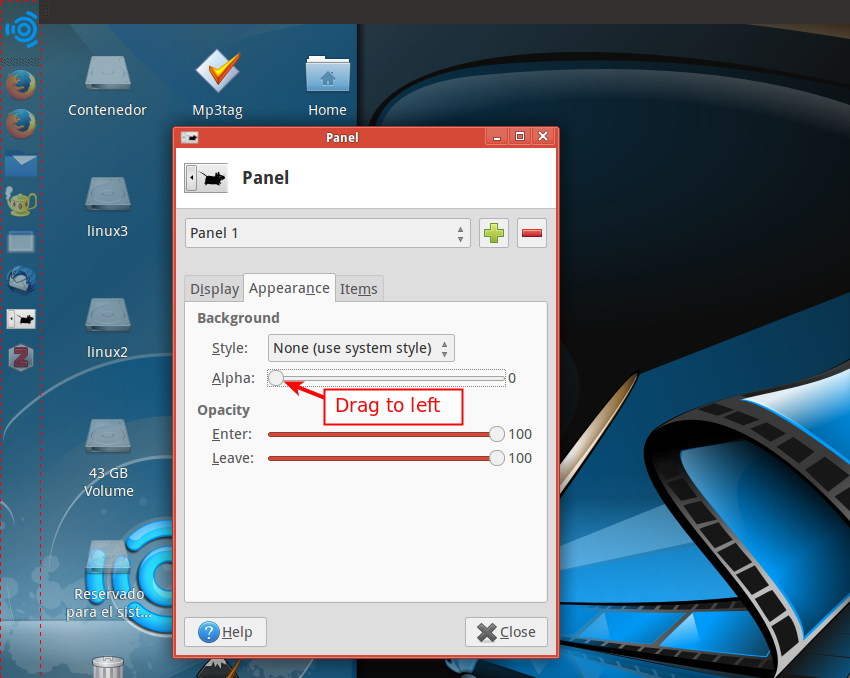 Contenedor
Mp3tag
Home
linux3
linux2
43 GB
Volume
Reservado
para el sist...
Panel
Panel
Panel 1
Display
Appearance
Items
Background
Style:
None (use system style)
Alpha:
0
Drag to left
Opacity
Enter:
100
Leave:
100
? Help
Close
Z